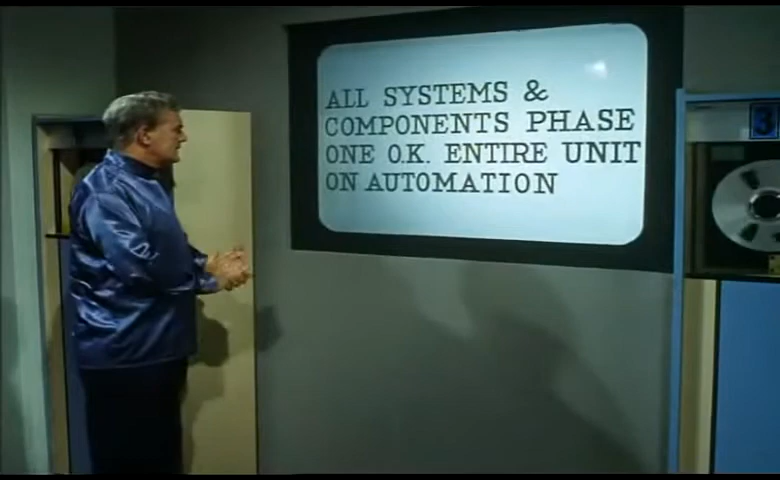 ALL SYSTEMS &
COMPONENTS PHASE
ONE O.K. ENTIRE UNIT
ON AUTOMATION
3